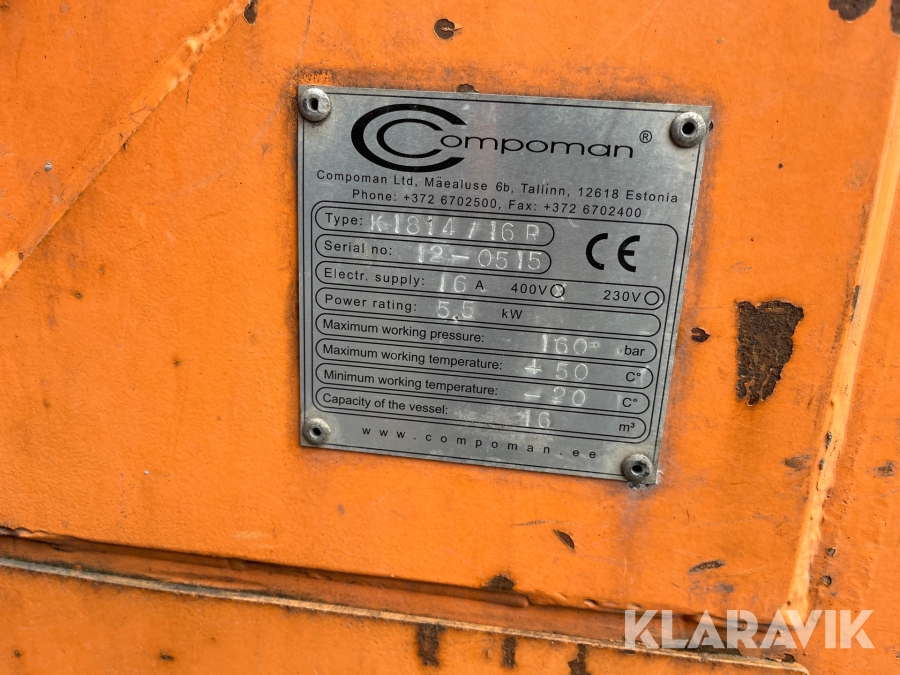 Compoman ®
Compoman Ltd, Mäealuse 6b, Tallinn, 12618 Estonia
Phone: +372 6702500, Fax: +372 6702400
Type: K1814/16R
Serial no: 12-0515
CE
Electr. supply: 16 A 400V 230V
Power rating: 5,5 kW
Maximum working pressure: 160 bar
Maximum working temperature: +50 C°
Minimum working temperature: -20 C°
Capacity of the vessel: 16 m³
www.compoman.ee
KLARAVIK